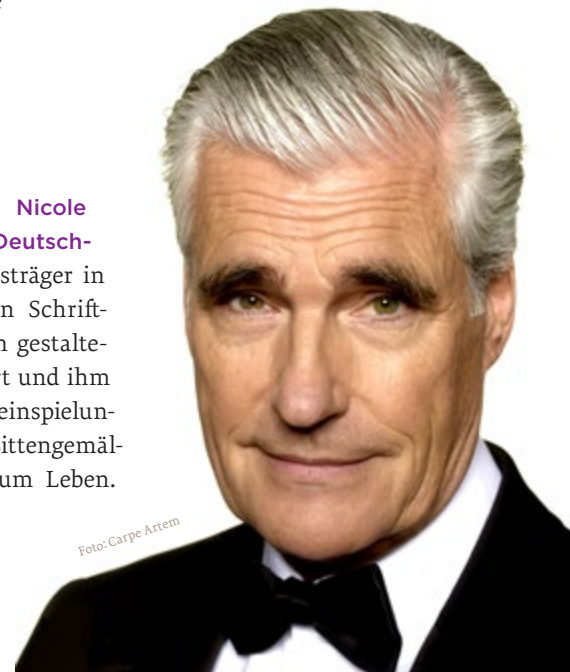 Nicole
Deutsch-
sträger in
n Schrift-
n gestalte-
t und ihm
einspielun-
ittengemäl-
um Leben.
Foto: Carpe Artem